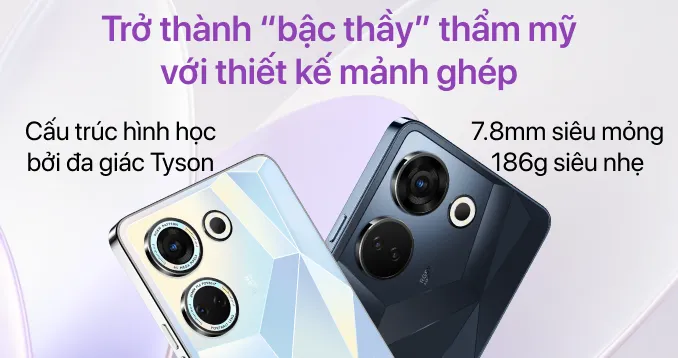 Trở thành “bậc thầy” thẩm mỹ
với thiết kế mảnh ghép
Cấu trúc hình học
bởi đa giác Tyson
7.8mm siêu mỏng
186g siêu nhẹ